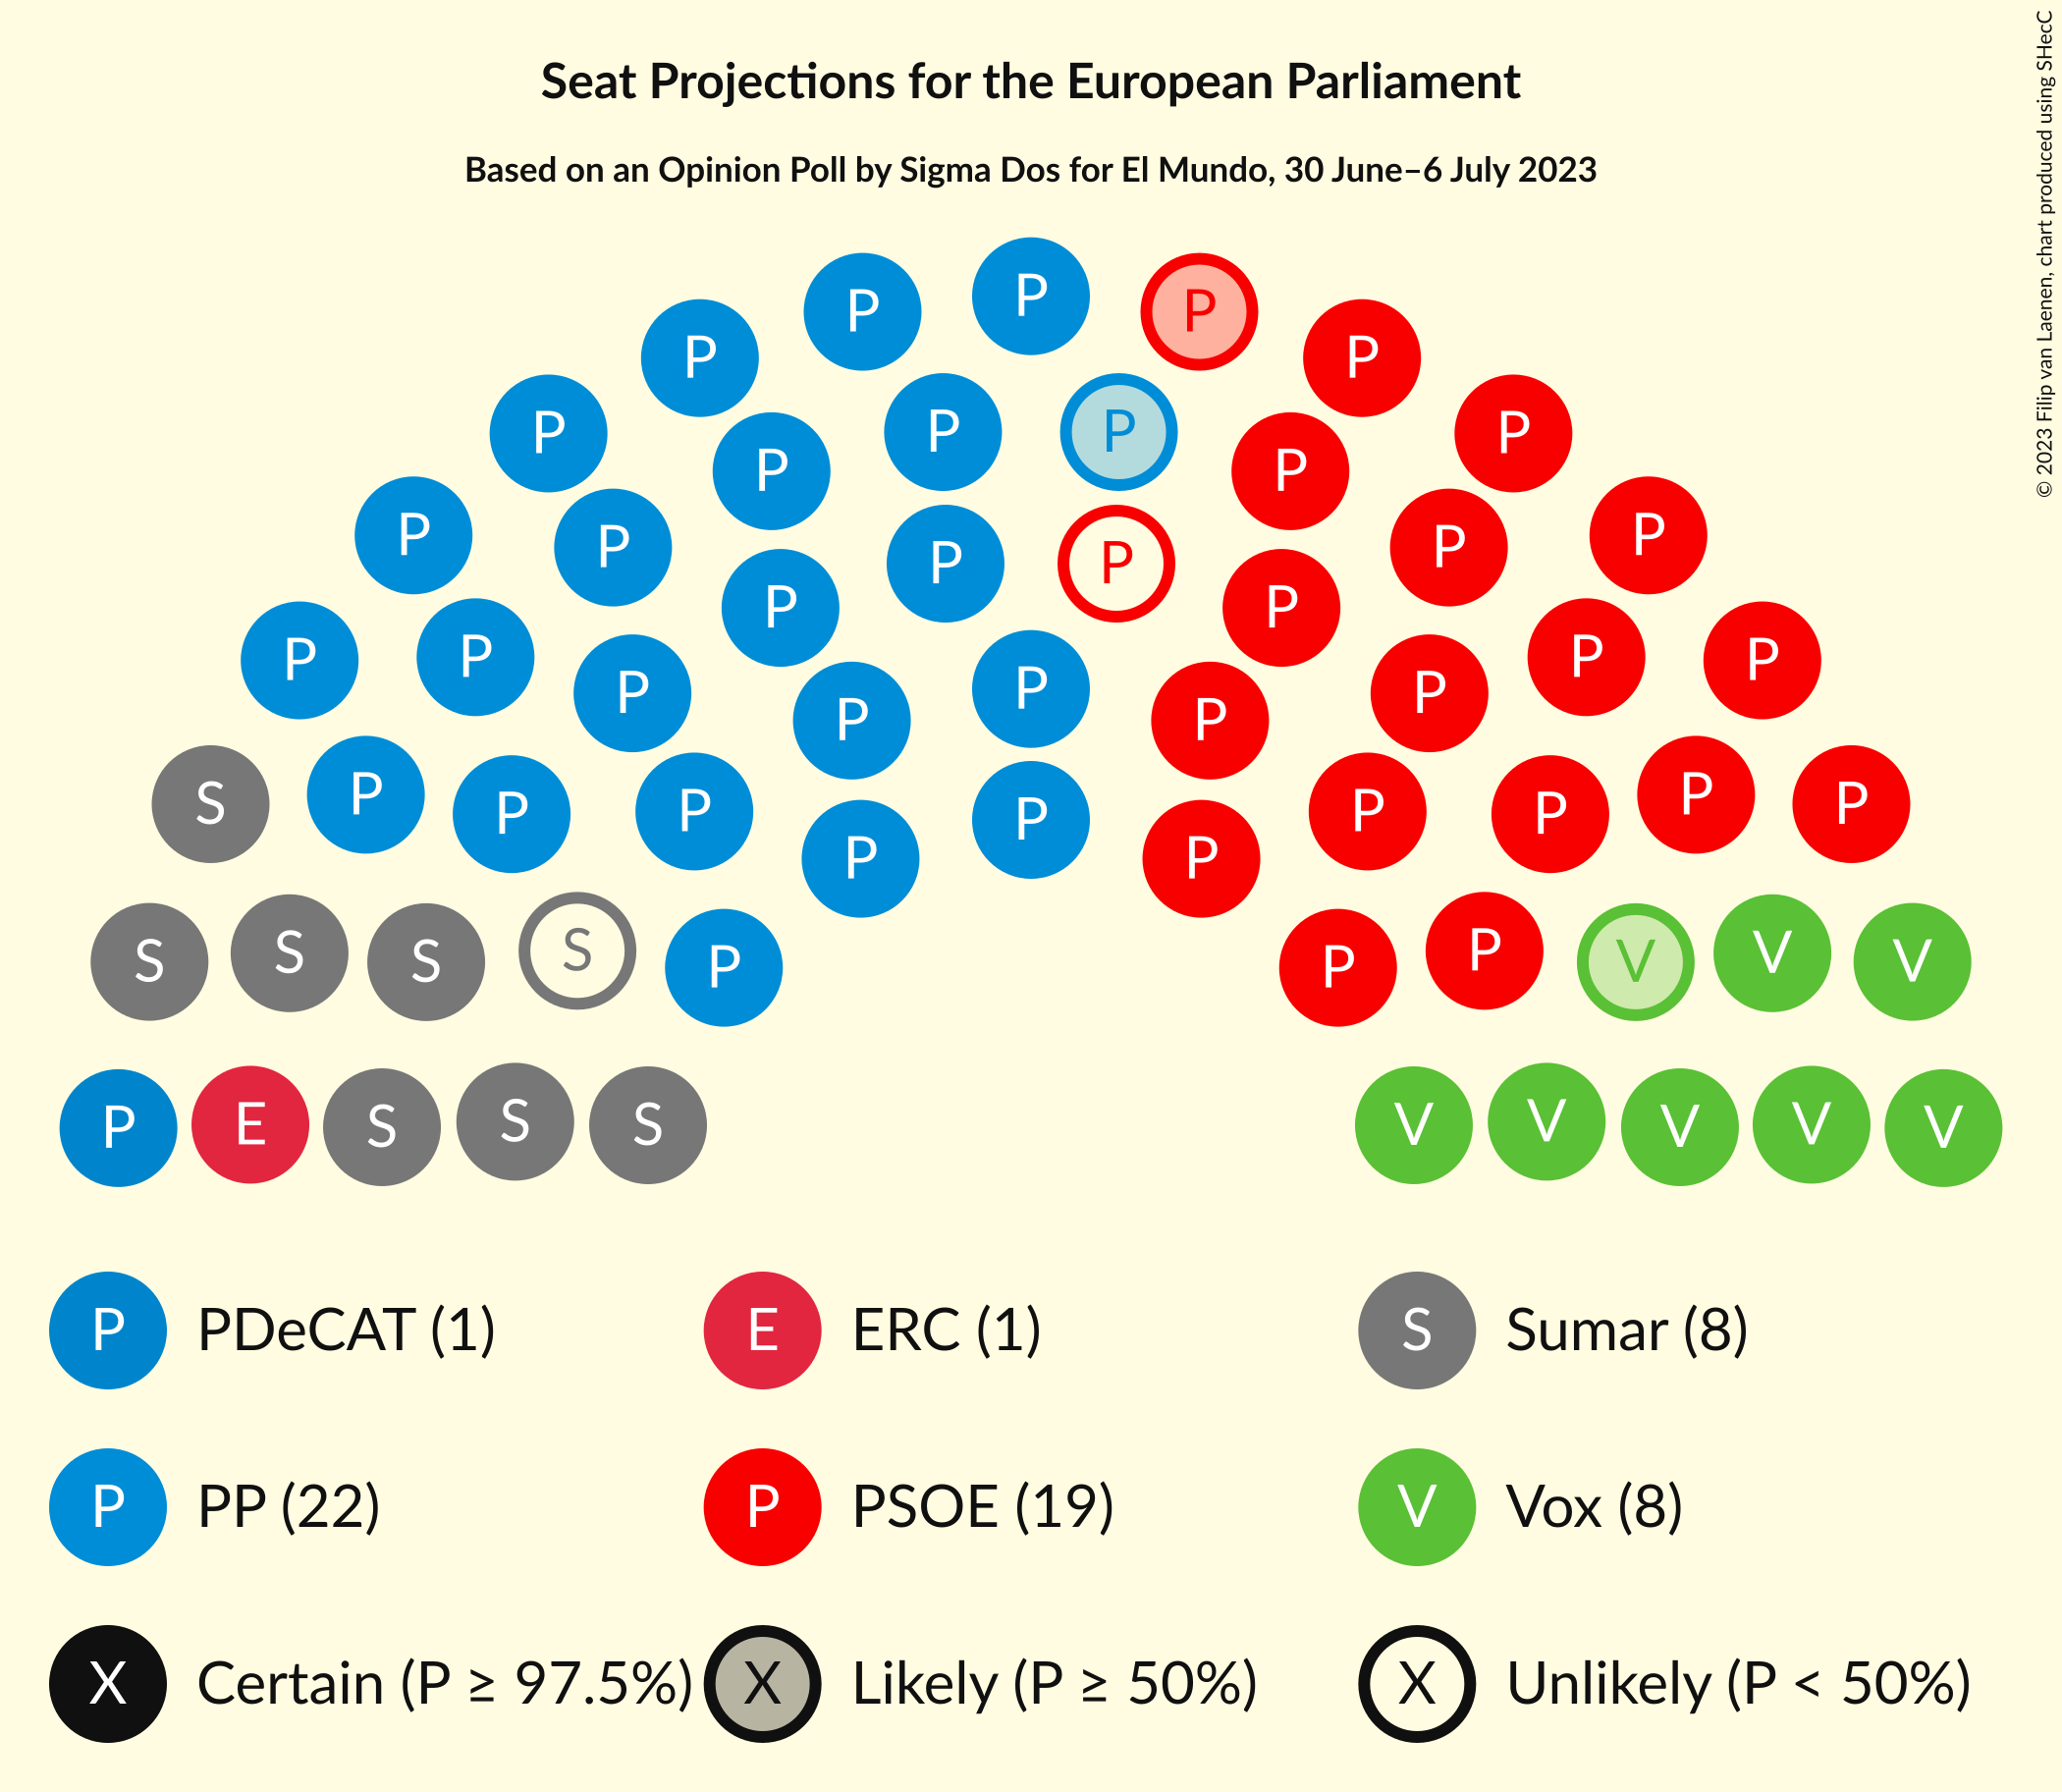 Seat Projections for the European Parliament
Based on an Opinion Poll by Sigma Dos for El Mundo, 30 June–6 July 2023
© 2023 Filip van Laenen, chart produced using SHecC
P
P P
P P
P P
P P P
P P
P P
P P P P
P P
P P P P
P
P P
P P
S P P P P P P P P
P P
S S S S P P P V V V
P E S S S V V V V V
P PDeCAT (1) E ERC (1) S Sumar (8)
P PP (22) P PSOE (19) V Vox (8)
X Certain (P ≥ 97.5%) X Likely (P ≥ 50%) X Unlikely (P < 50%)